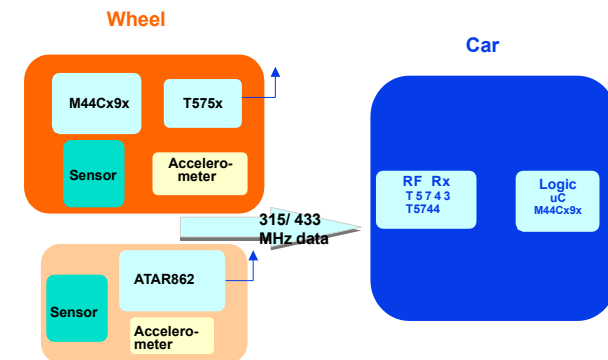 Wheel
M44Cx9x
T575x
Sensor
Accelero-
meter
315/ 433
MHz data
ATAR862
Sensor
Accelero-
meter
Car
RF Rx
T5743
T5744
Logic
uC
M44Cx9x